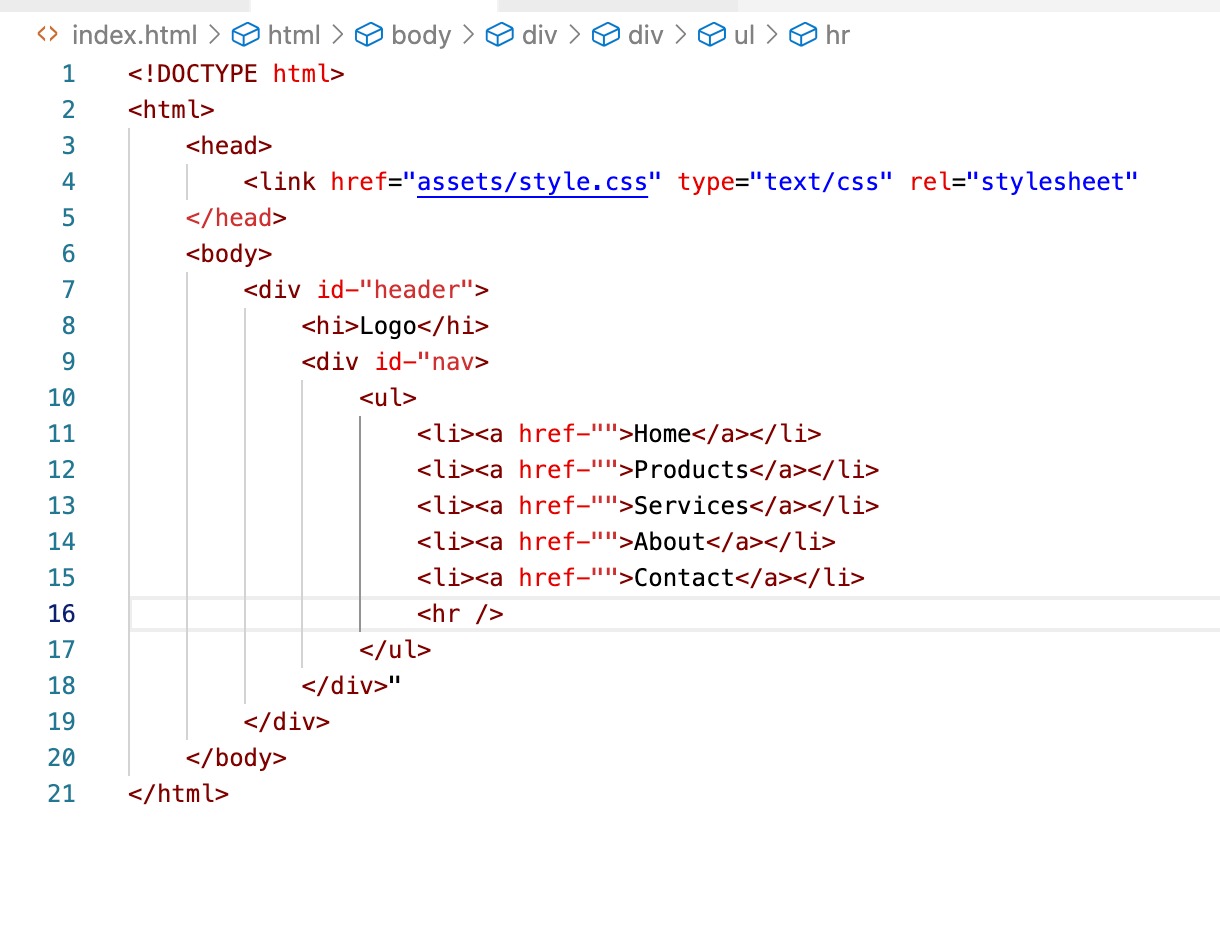 index.html > html > body > div > div > ul > hr
1 <!DOCTYPE html>
2 <html>
3 <head>
4 <link href="assets/style.css" type="text/css" rel="stylesheet"
5 </head>
6 <body>
7 <div id-"header">
8 <hi>Logo</hi>
9 <div id-"nav>
10 <ul>
11 <li><a href-"">Home</a></li>
12 <li><a href-"">Products</a></li>
13 <li><a href-"">Services</a></li>
14 <li><a href-"">About</a></li>
15 <li><a href-"">Contact</a></li>
16 <hr />
17 </ul>
18 </div>"
19 </div>
20 </body>
21 </html>